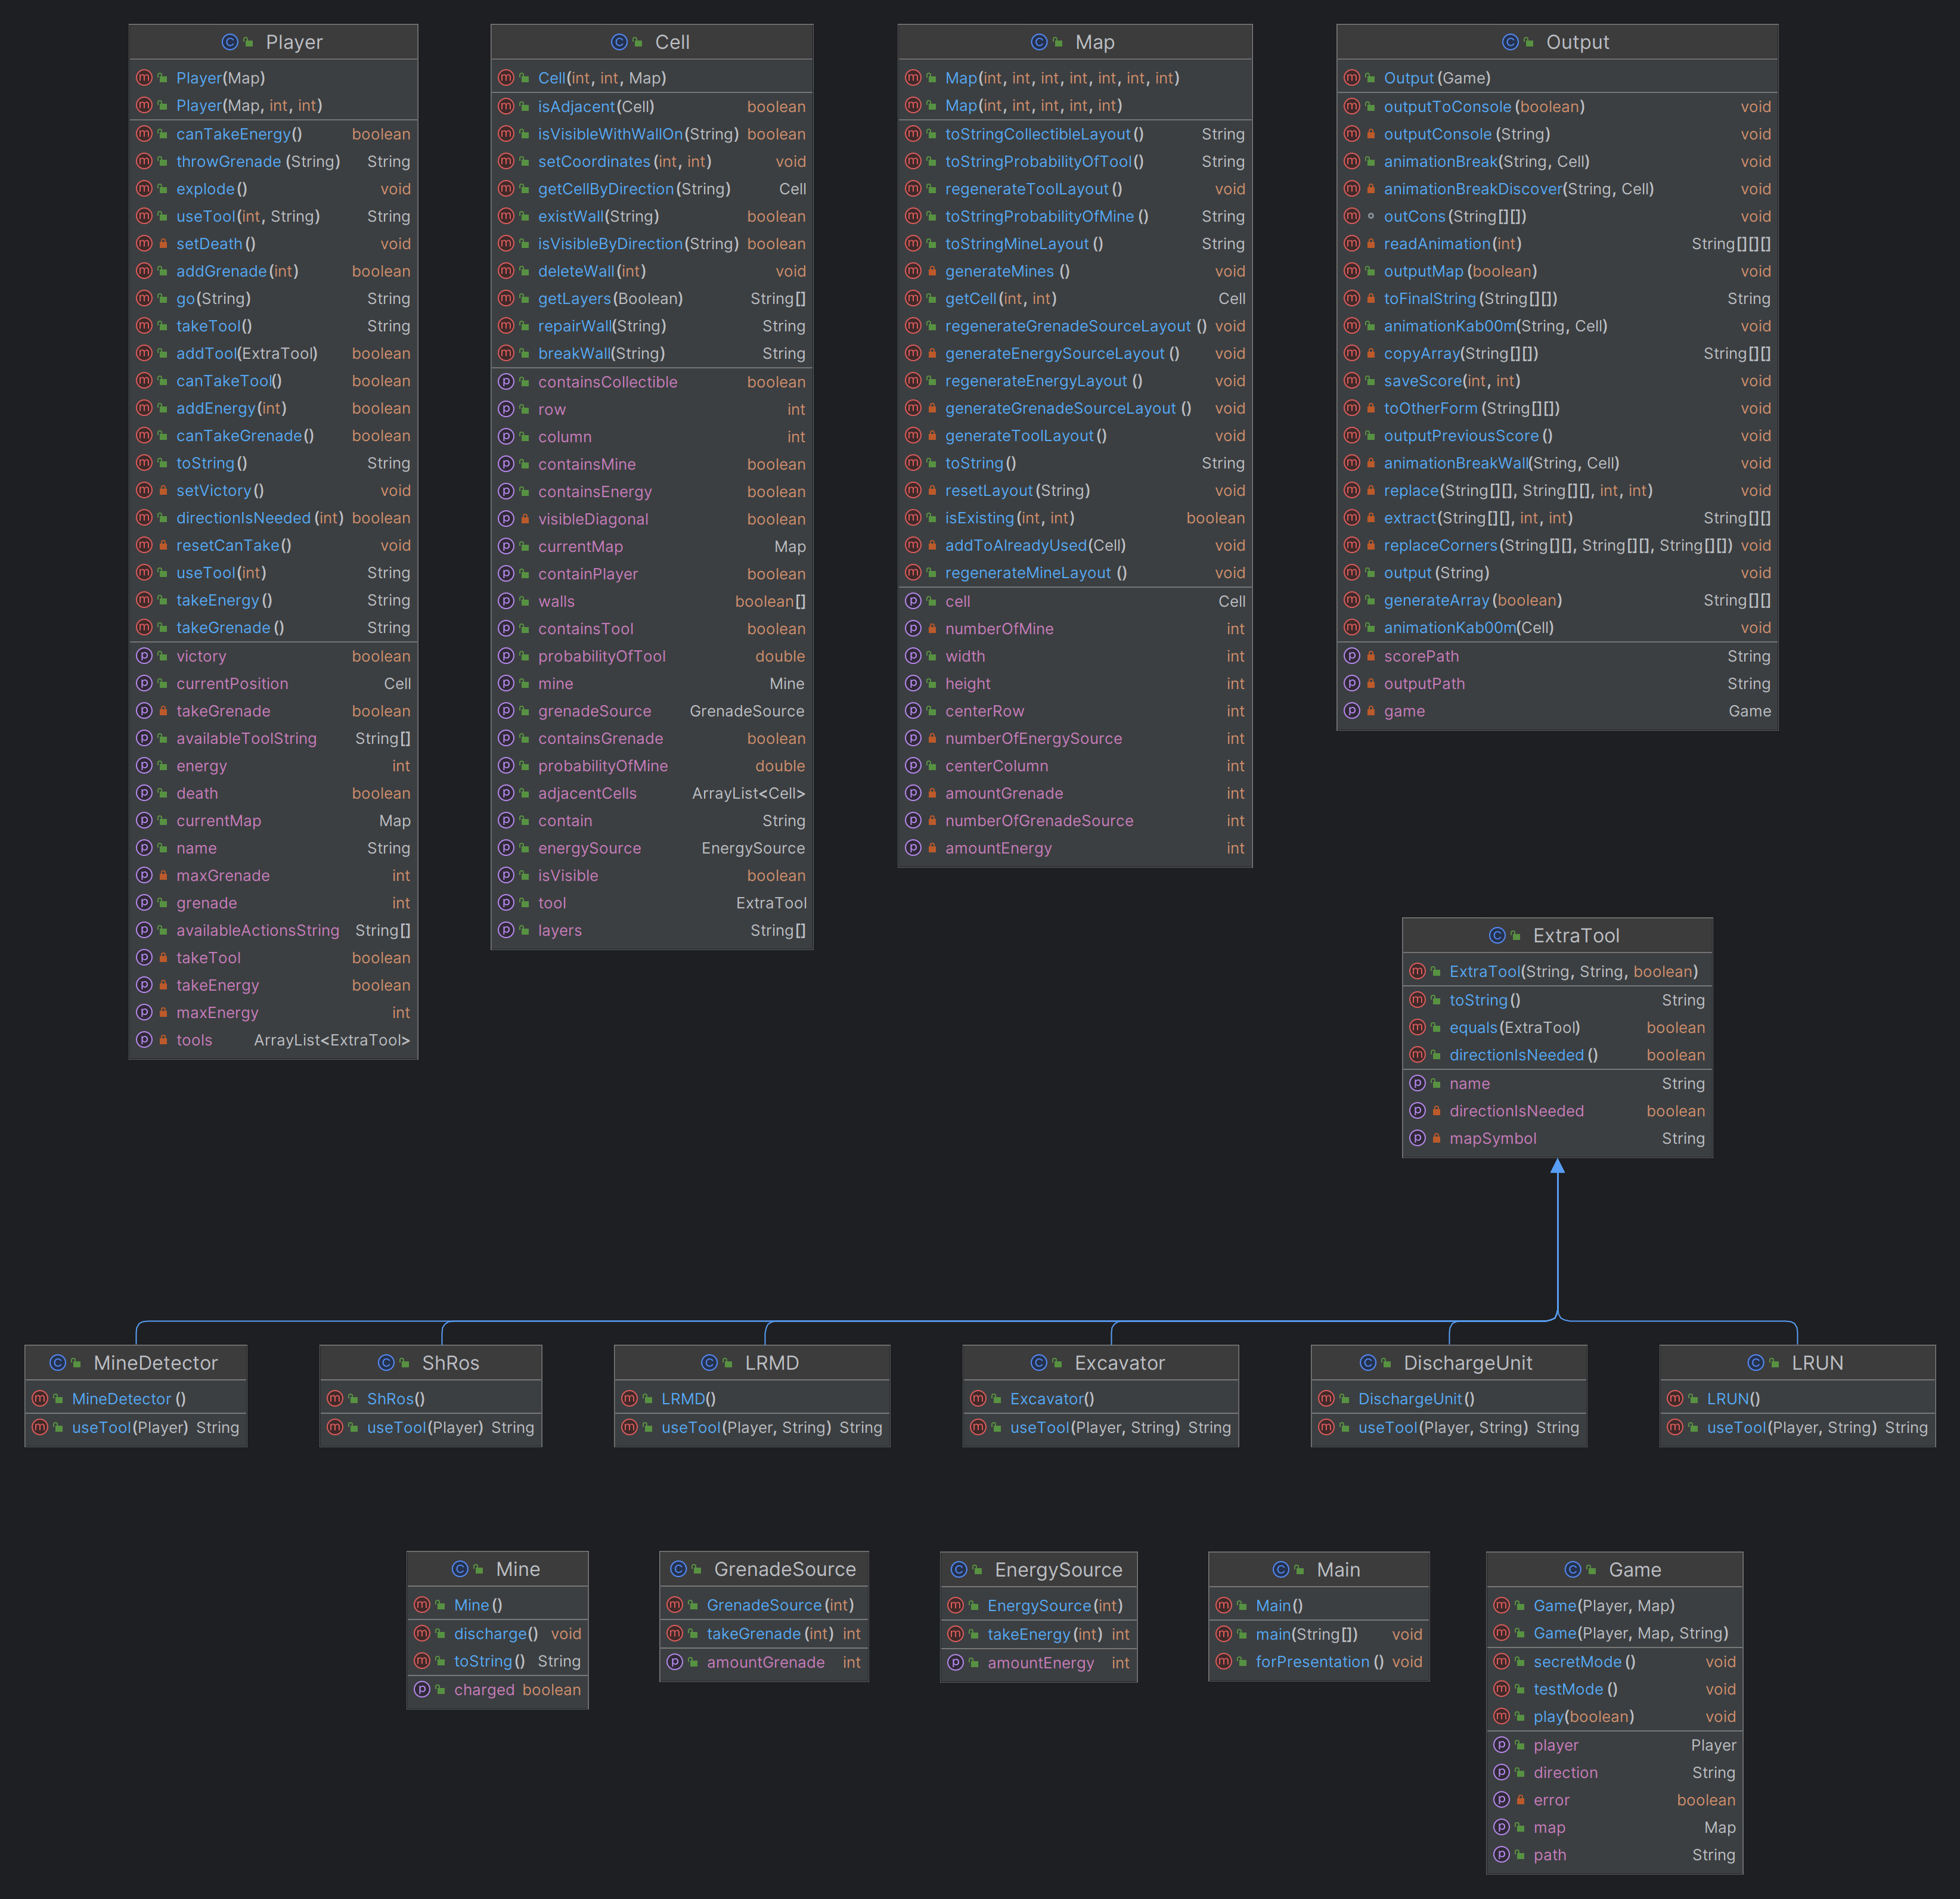 Player
Player(Map)
Player(Map, int, int)
canTakeEnergy() boolean
throwGrenade (String) String
explode() void
useTool(int, String) String
setDeath() void
addGrenade(int) boolean
go(String) String
takeTool() String
addTool(ExtraTool) boolean
canTakeTool() boolean
addEnergy(int) boolean
canTakeGrenade() boolean
toString() String
setVictory() void
directionIsNeeded (int) boolean
resetCanTake() void
useTool(int) String
takeEnergy() String
takeGrenade () String
victory boolean
currentPosition Cell
takeGrenade boolean
availableToolString String[]
energy int
death boolean
currentMap Map
name String
maxGrenade int
grenade int
availableActionsString String[]
takeTool boolean
takeEnergy boolean
maxEnergy int
tools ArrayList<ExtraTool>
Cell
Cell(int, int, Map)
isAdjacent(Cell) boolean
isVisibleWithWallOn(String) boolean
setCoordinates (int, int) void
getCellByDirection(String) Cell
existWall(String) boolean
isVisibleByDirection(String) boolean
deleteWall(int) void
getLayers(Boolean) String[]
repairWall(String) String
breakWall(String) String
containsCollectible boolean
row int
column int
containsMine boolean
containsEnergy boolean
visibleDiagonal boolean
currentMap Map
containPlayer boolean
walls boolean[]
containsTool boolean
probabilityOfTool double
mine Mine
grenadeSource GrenadeSource
containsGrenade boolean
probabilityOfMine double
adjacentCells ArrayList<Cell>
contain String
energySource EnergySource
isVisible boolean
tool ExtraTool
layers String[]
Map
Map(int, int, int, int, int, int, int)
Map(int, int, int, int, int)
toStringCollectibleLayout () String
toStringProbabilityOfTool() String
regenerateToolLayout () void
toStringProbabilityOfMine () String
toStringMineLayout () String
generateMines () void
getCell(int, int) Cell
regenerateGrenadeSourceLayout () void
generateEnergySourceLayout () void
regenerateEnergyLayout () void
generateGrenadeSourceLayout () void
generateToolLayout() void
toString() String
resetLayout (String) void
isExisting(int, int) boolean
addToAlreadyUsed(Cell) void
regenerateMineLayout () void
cell Cell
numberOfMine int
width int
height int
centerRow int
numberOfEnergySource int
centerColumn int
amountGrenade int
numberOfGrenadeSource int
amountEnergy int
Output
Output (Game)
outputToConsole (boolean) void
outputConsole (String) void
animationBreak(String, Cell) void
animationBreakDiscover(String, Cell) void
outCons (String[][]) void
readAnimation(int) String[][][]
outputMap (boolean) void
toFinalString (String[][]) String
animationKab00m(String, Cell) void
copyArray(String[][]) String[][]
saveScore(int, int) void
toOtherForm (String[][]) void
outputPreviousScore () void
animationBreakWall(String, Cell) void
replace(String[][], String[][], int, int) void
extract(String[][], int, int) String[][]
replaceCorners(String[][], String[][], String[][]) void
output (String) void
generateArray (boolean) String[][]
animationKab00m(Cell) void
scorePath String
outputPath String
game Game
ExtraTool
ExtraTool(String, String, boolean)
toString() String
equals(ExtraTool) boolean
directionIsNeeded () boolean
name String
directionIsNeeded boolean
mapSymbol String
MineDetector
MineDetector ()
useTool(Player) String
ShRos
ShRos()
useTool(Player) String
LRMD
LRMD()
useTool(Player, String) String
Excavator
Excavator()
useTool(Player, String) String
DischargeUnit
DischargeUnit()
useTool(Player, String) String
LRUN
LRUN()
useTool(Player, String) String
Mine
Mine ()
discharge() void
toString() String
charged boolean
GrenadeSource
GrenadeSource (int)
takeGrenade (int) int
amountGrenade int
EnergySource
EnergySource(int)
takeEnergy (int) int
amountEnergy int
Main
Main()
main(String[]) void
forPresentation () void
Game
Game(Player, Map)
Game(Player, Map, String)
secretMode () void
testMode () void
play(boolean) void
player Player
direction String
error boolean
map Map
path String